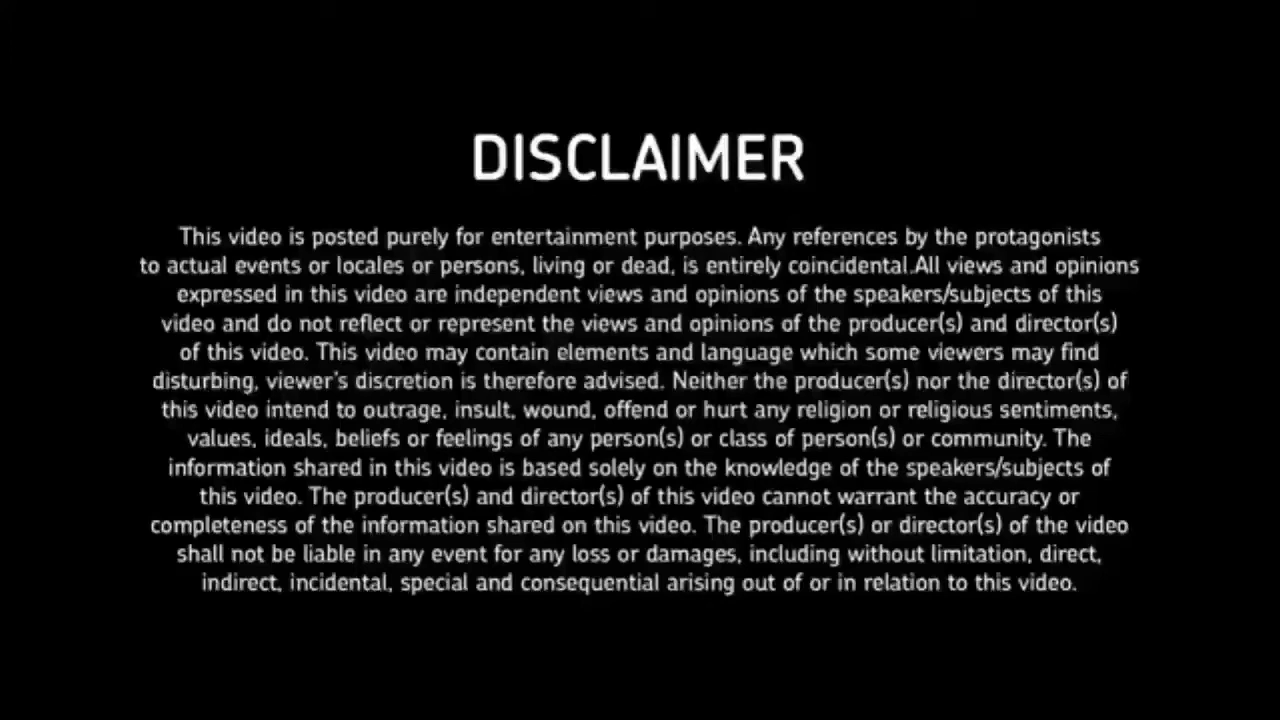 DISCLAIMER
This video is posted purely for entertainment purposes. Any references by the protagonists
to actual events or locales or persons, living or dead, is entirely coincidental.All views and opinions
expressed in this video are independent views and opinions of the speakers/subjects of this
video and do not reflect or represent the views and opinions of the producer(s) and director(s)
of this video. This video may contain elements and language which some viewers may find
disturbing, viewer's discretion is therefore advised. Neither the producer(s) nor the director(s) of
this video intend to outrage, insult, wound, offend or hurt any religion or religious sentiments,
values, ideals, beliefs or feelings of any person(s) or class of person(s) or community. The
information shared in this video is based solely on the knowledge of the speakers/subjects of
this video. The producer(s) and director(s) of this video cannot warrant the accuracy or
completeness of the information shared on this video. The producer(s) or director(s) of the video
shall not be liable in any event for any loss or damages, including without limitation, direct,
indirect, incidental, special and consequential arising out of or in relation to this video.